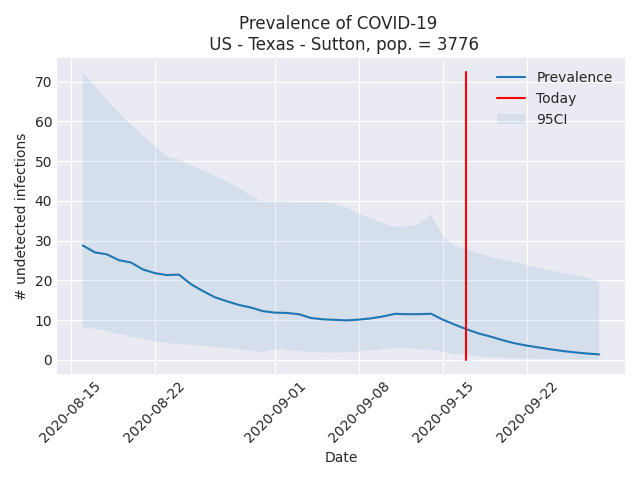 Prevalence of COVID-19
US - Texas - Sutton, pop. = 3776
# undetected infections
70
60
50
40
30
20
10
0
Prevalence
Today
95CI
2020-08-15
2020-08-22
2020-09-01
2020-09-08
2020-09-15
2020-09-22
Date